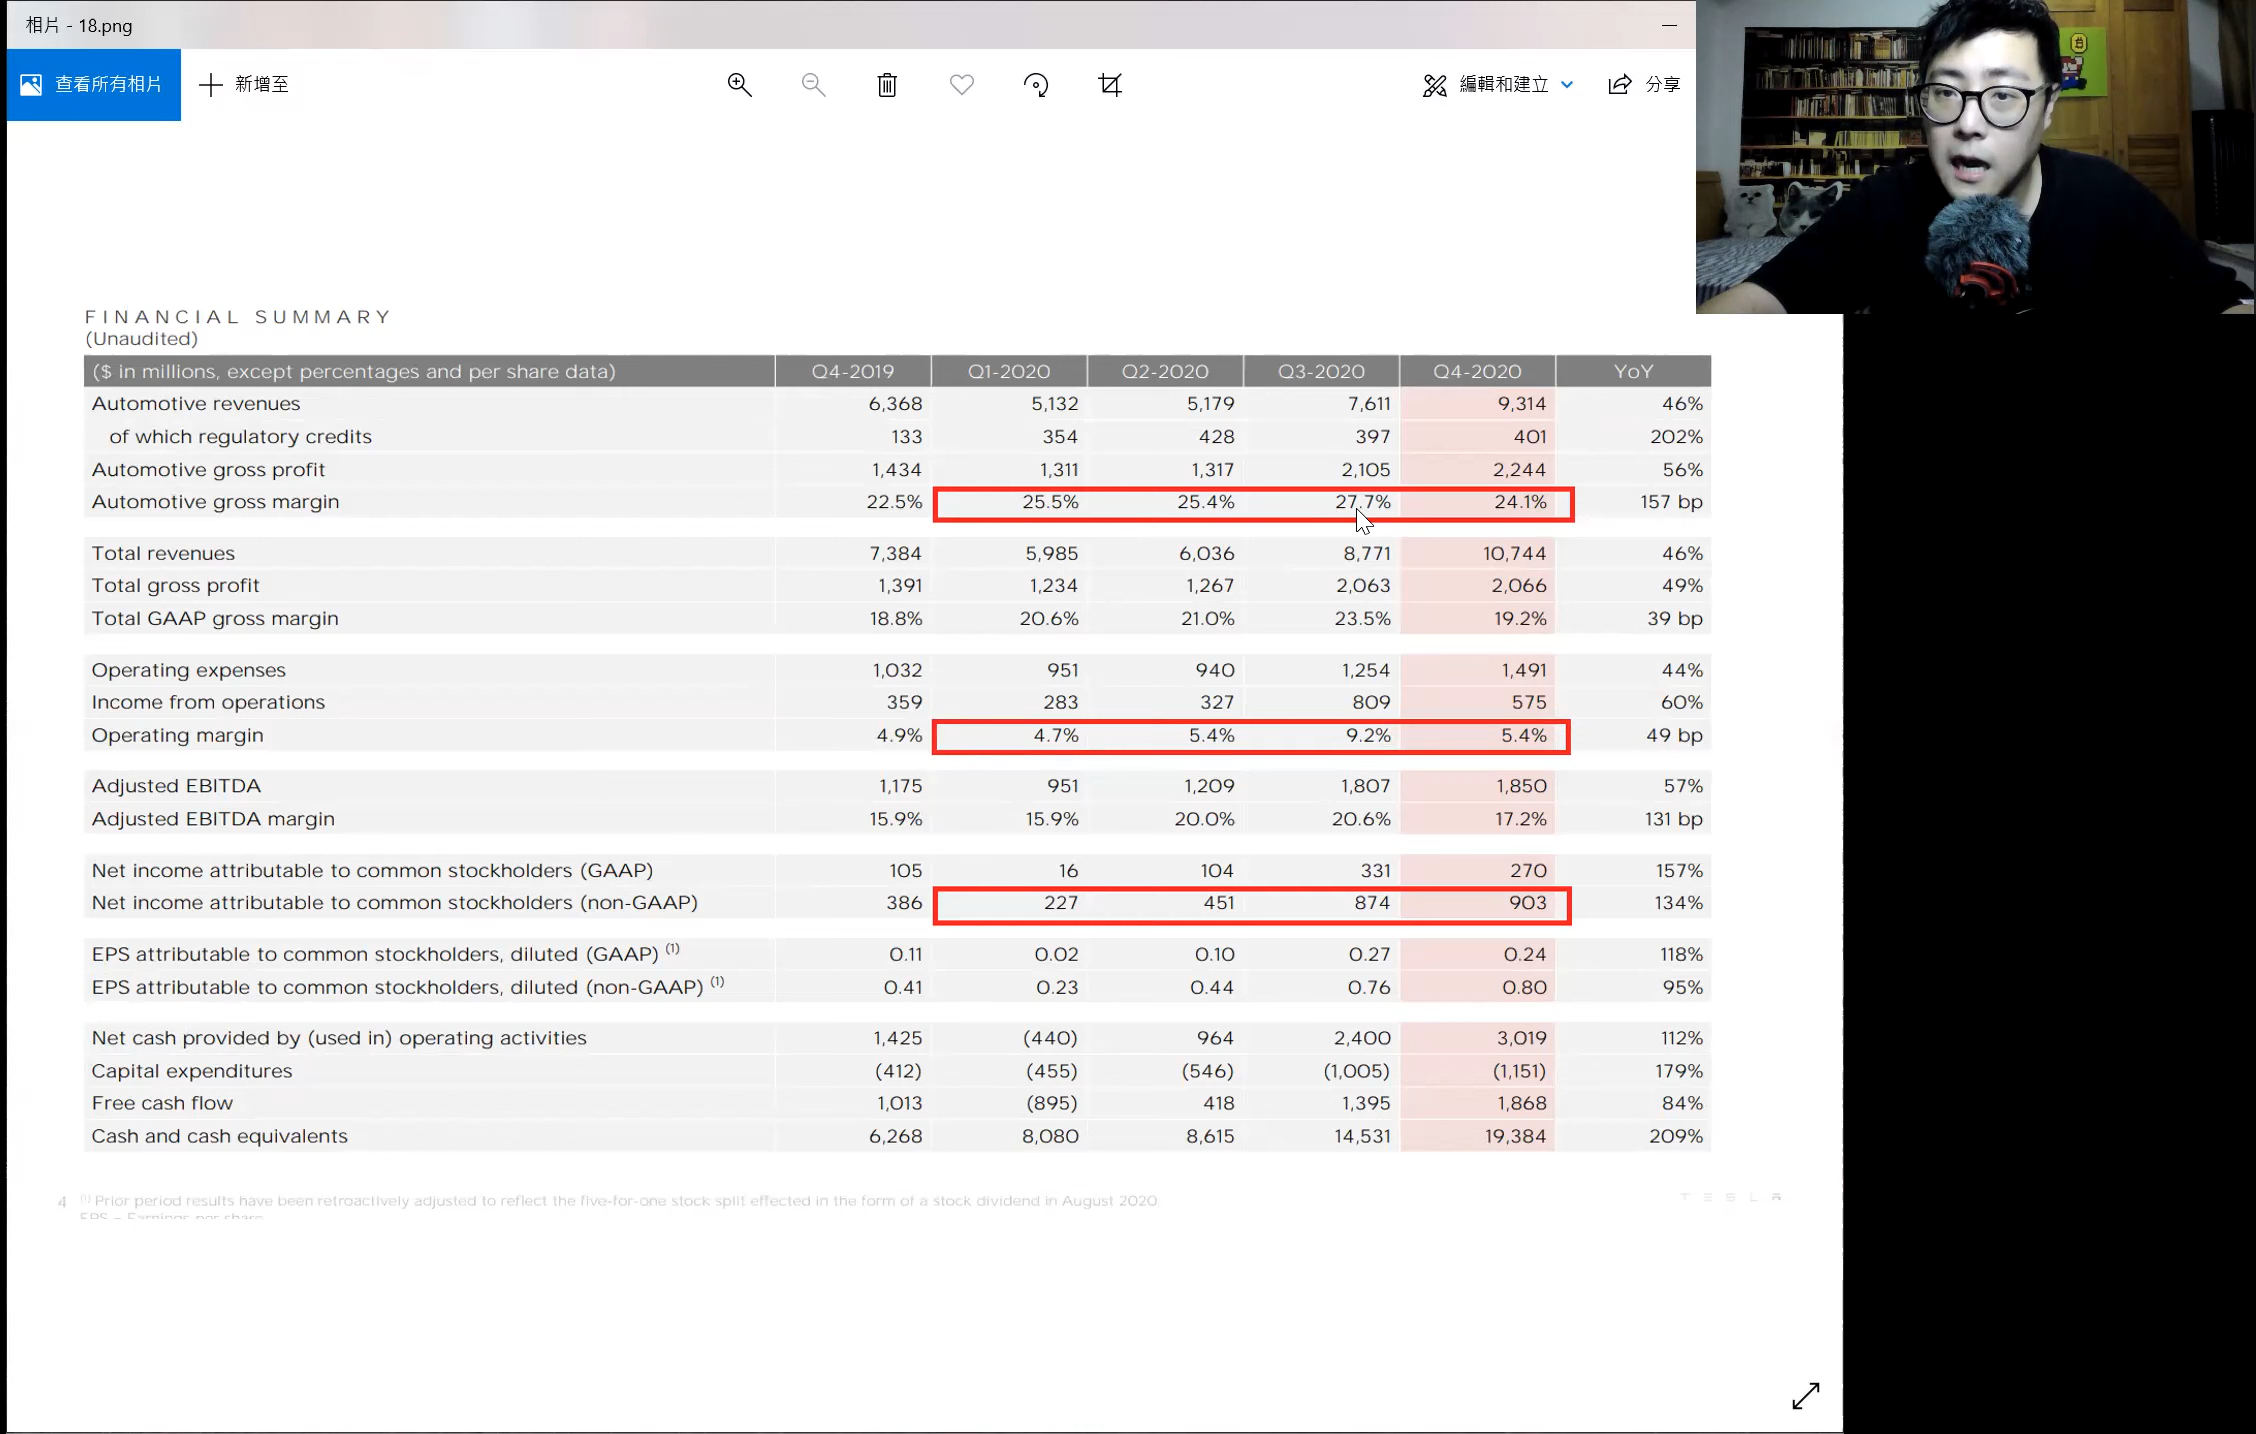 相片 - 18.png
查看所有相片 新增至 編輯和建立 分享
FINANCIAL SUMMARY
(Unaudited)
($ in millions, except percentages and per share data) Q4-2019 Q1-2020 Q2-2020 Q3-2020 Q4-2020 YoY
Automotive revenues 6,368 5,132 5,179 7,611 9,314 46%
of which regulatory credits 133 354 428 397 401 202%
Automotive gross profit 1,434 1,311 1,317 2,105 2,244 56%
Automotive gross margin 22.5% 25.5% 25.4% 27.7% 24.1% 157 bp
Total revenues 7,384 5,985 6,036 8,771 10,744 46%
Total gross profit 1,391 1,234 1,267 2,063 2,066 49%
Total GAAP gross margin 18.8% 20.6% 21.0% 23.5% 19.2% 39 bp
Operating expenses 1,032 951 940 1,254 1,491 44%
Income from operations 359 283 327 809 575 60%
Operating margin 4.9% 4.7% 5.4% 9.2% 5.4% 49 bp
Adjusted EBITDA 1,175 951 1,209 1,807 1,850 57%
Adjusted EBITDA margin 15.9% 15.9% 20.0% 20.6% 17.2% 131 bp
Net income attributable to common stockholders (GAAP) 105 16 104 331 270 157%
Net income attributable to common stockholders (non-GAAP) 386 227 451 874 903 134%
EPS attributable to common stockholders, diluted (GAAP) (1) 0.11 0.02 0.10 0.27 0.24 118%
EPS attributable to common stockholders, diluted (non-GAAP) (1) 0.41 0.23 0.44 0.76 0.80 95%
Net cash provided by (used in) operating activities 1,425 (440) 964 2,400 3,019 112%
Capital expenditures (412) (455) (546) (1,005) (1,151) 179%
Free cash flow 1,013 (895) 418 1,395 1,868 84%
Cash and cash equivalents 6,268 8,080 8,615 14,531 19,384 209%
4 (1) Prior period results have been retroactively adjusted to reflect the five-for-one stock split effected in the form of a stock dividend in August 2020. TESLA
EPS = Earnings per share